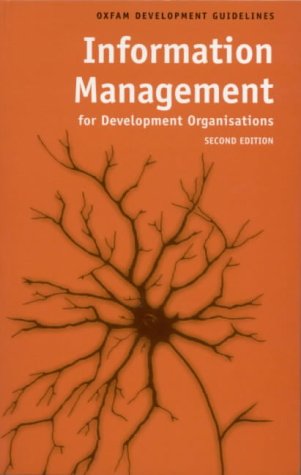 OXFAM DEVELOPMENT GUIDELINES
Information
Management
for Development Organisations
SECOND EDITION